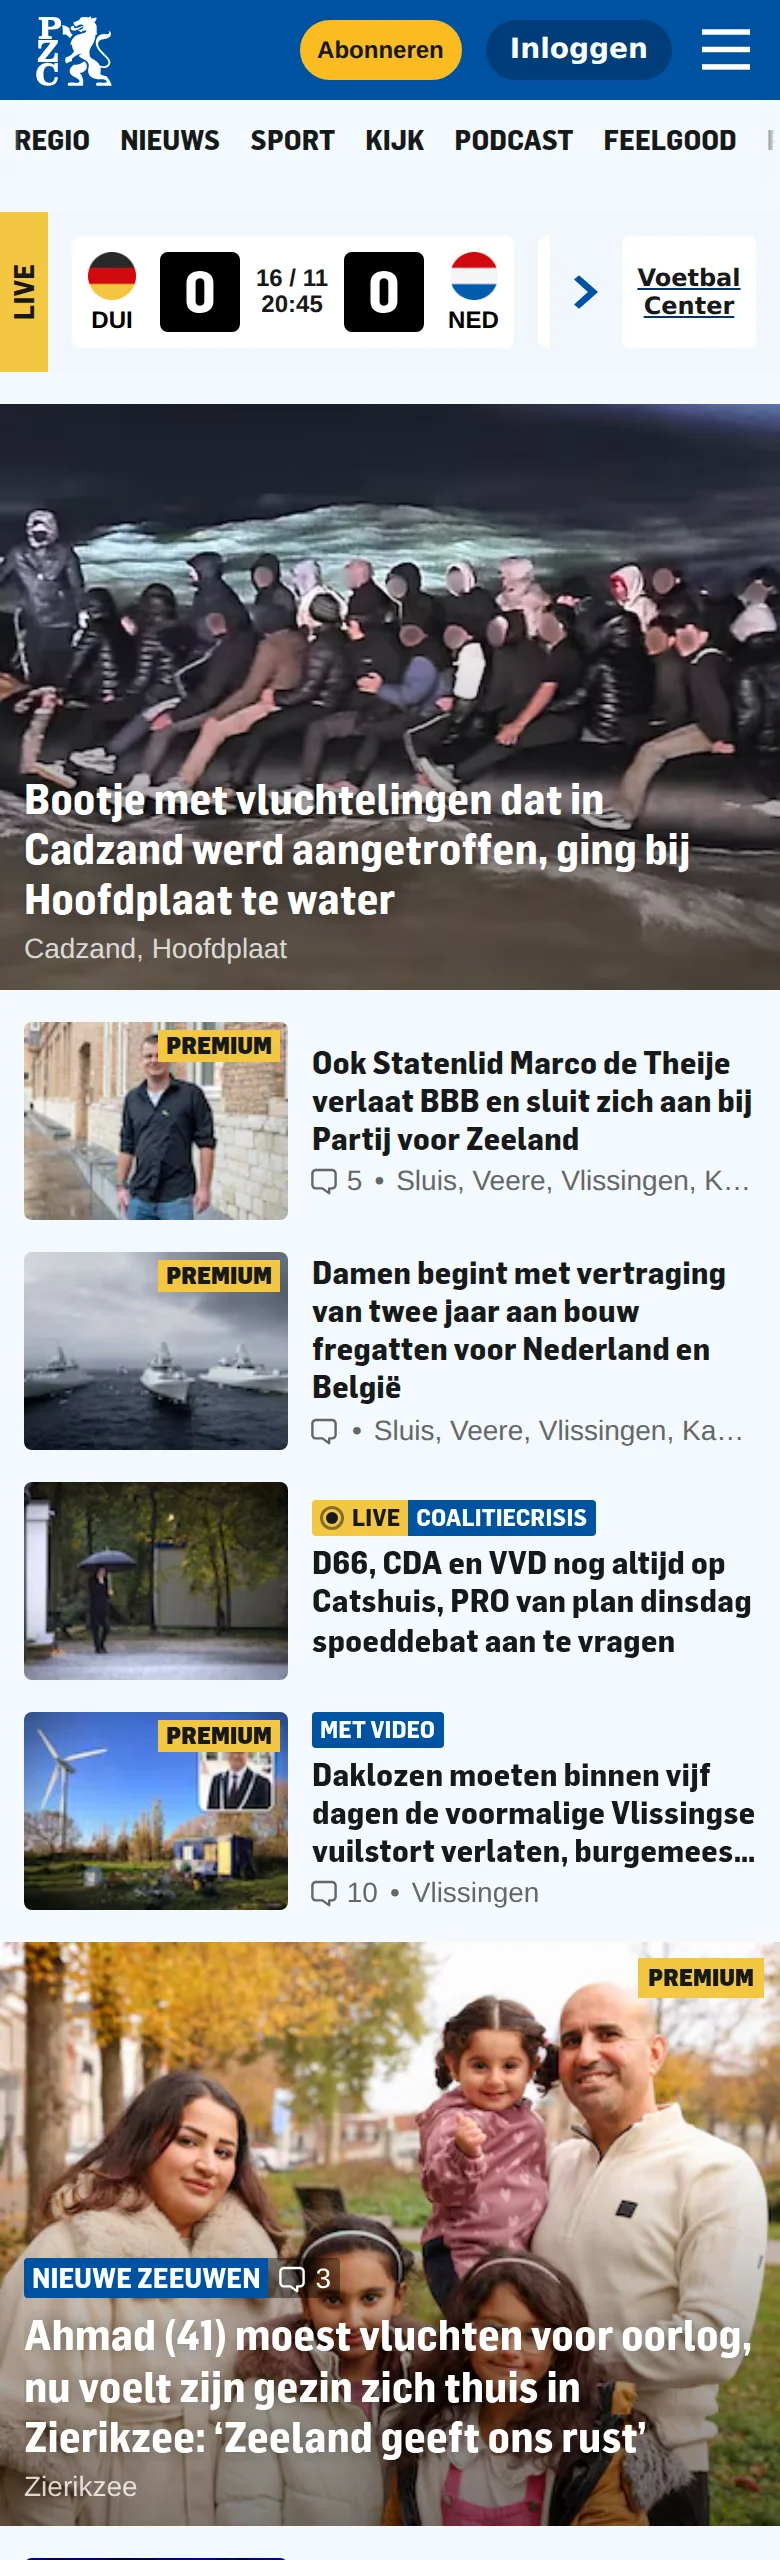 PZC
Abonneren
Inloggen
REGIO NIEUWS SPORT KIJK PODCAST FEELGOOD
LIVE
DUI
0
16 / 11
20:45
0
NED
Voetbal
Center
Bootje met vluchtelingen dat in
Cadzand werd aangetroffen, ging bij
Hoofdplaat te water
Cadzand, Hoofdplaat
PREMIUM
Ook Statenlid Marco de Theije
verlaat BBB en sluit zich aan bij
Partij voor Zeeland
5 • Sluis, Veere, Vlissingen, K...
PREMIUM
Damen begint met vertraging
van twee jaar aan bouw
fregatten voor Nederland en
België
• Sluis, Veere, Vlissingen, Ka...
LIVE COALITIECRISIS
D66, CDA en VVD nog altijd op
Catshuis, PRO van plan dinsdag
spoeddebat aan te vragen
PREMIUM
MET VIDEO
Daklozen moeten binnen vijf
dagen de voormalige Vlissingse
vuilstort verlaten, burgemees...
10 • Vlissingen
PREMIUM
NIEUWE ZEEUWEN 3
Ahmad (41) moest vluchten voor oorlog,
nu voelt zijn gezin zich thuis in
Zierikzee: ‘Zeeland geeft ons rust’
Zierikzee